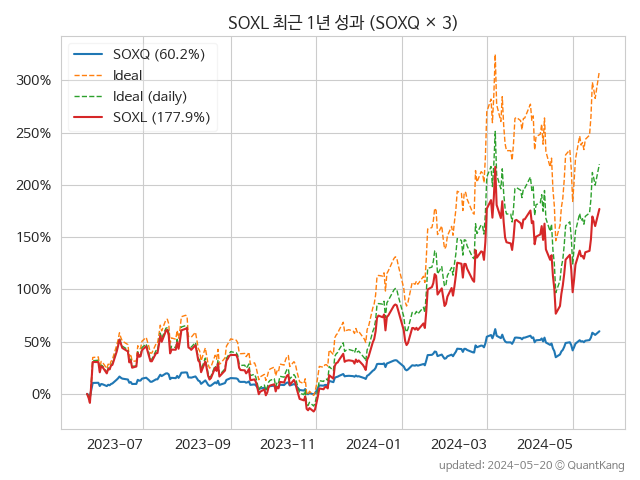 SOXL 최근 1년 성과 (SOXQ × 3)
SOXQ (60.2%)
Ideal
Ideal (daily)
SOXL (177.9%)
300%
250%
200%
150%
100%
50%
0%
2023-07 2023-09 2023-11 2024-01 2024-03 2024-05
updated: 2024-05-20 ⓒ QuantKang